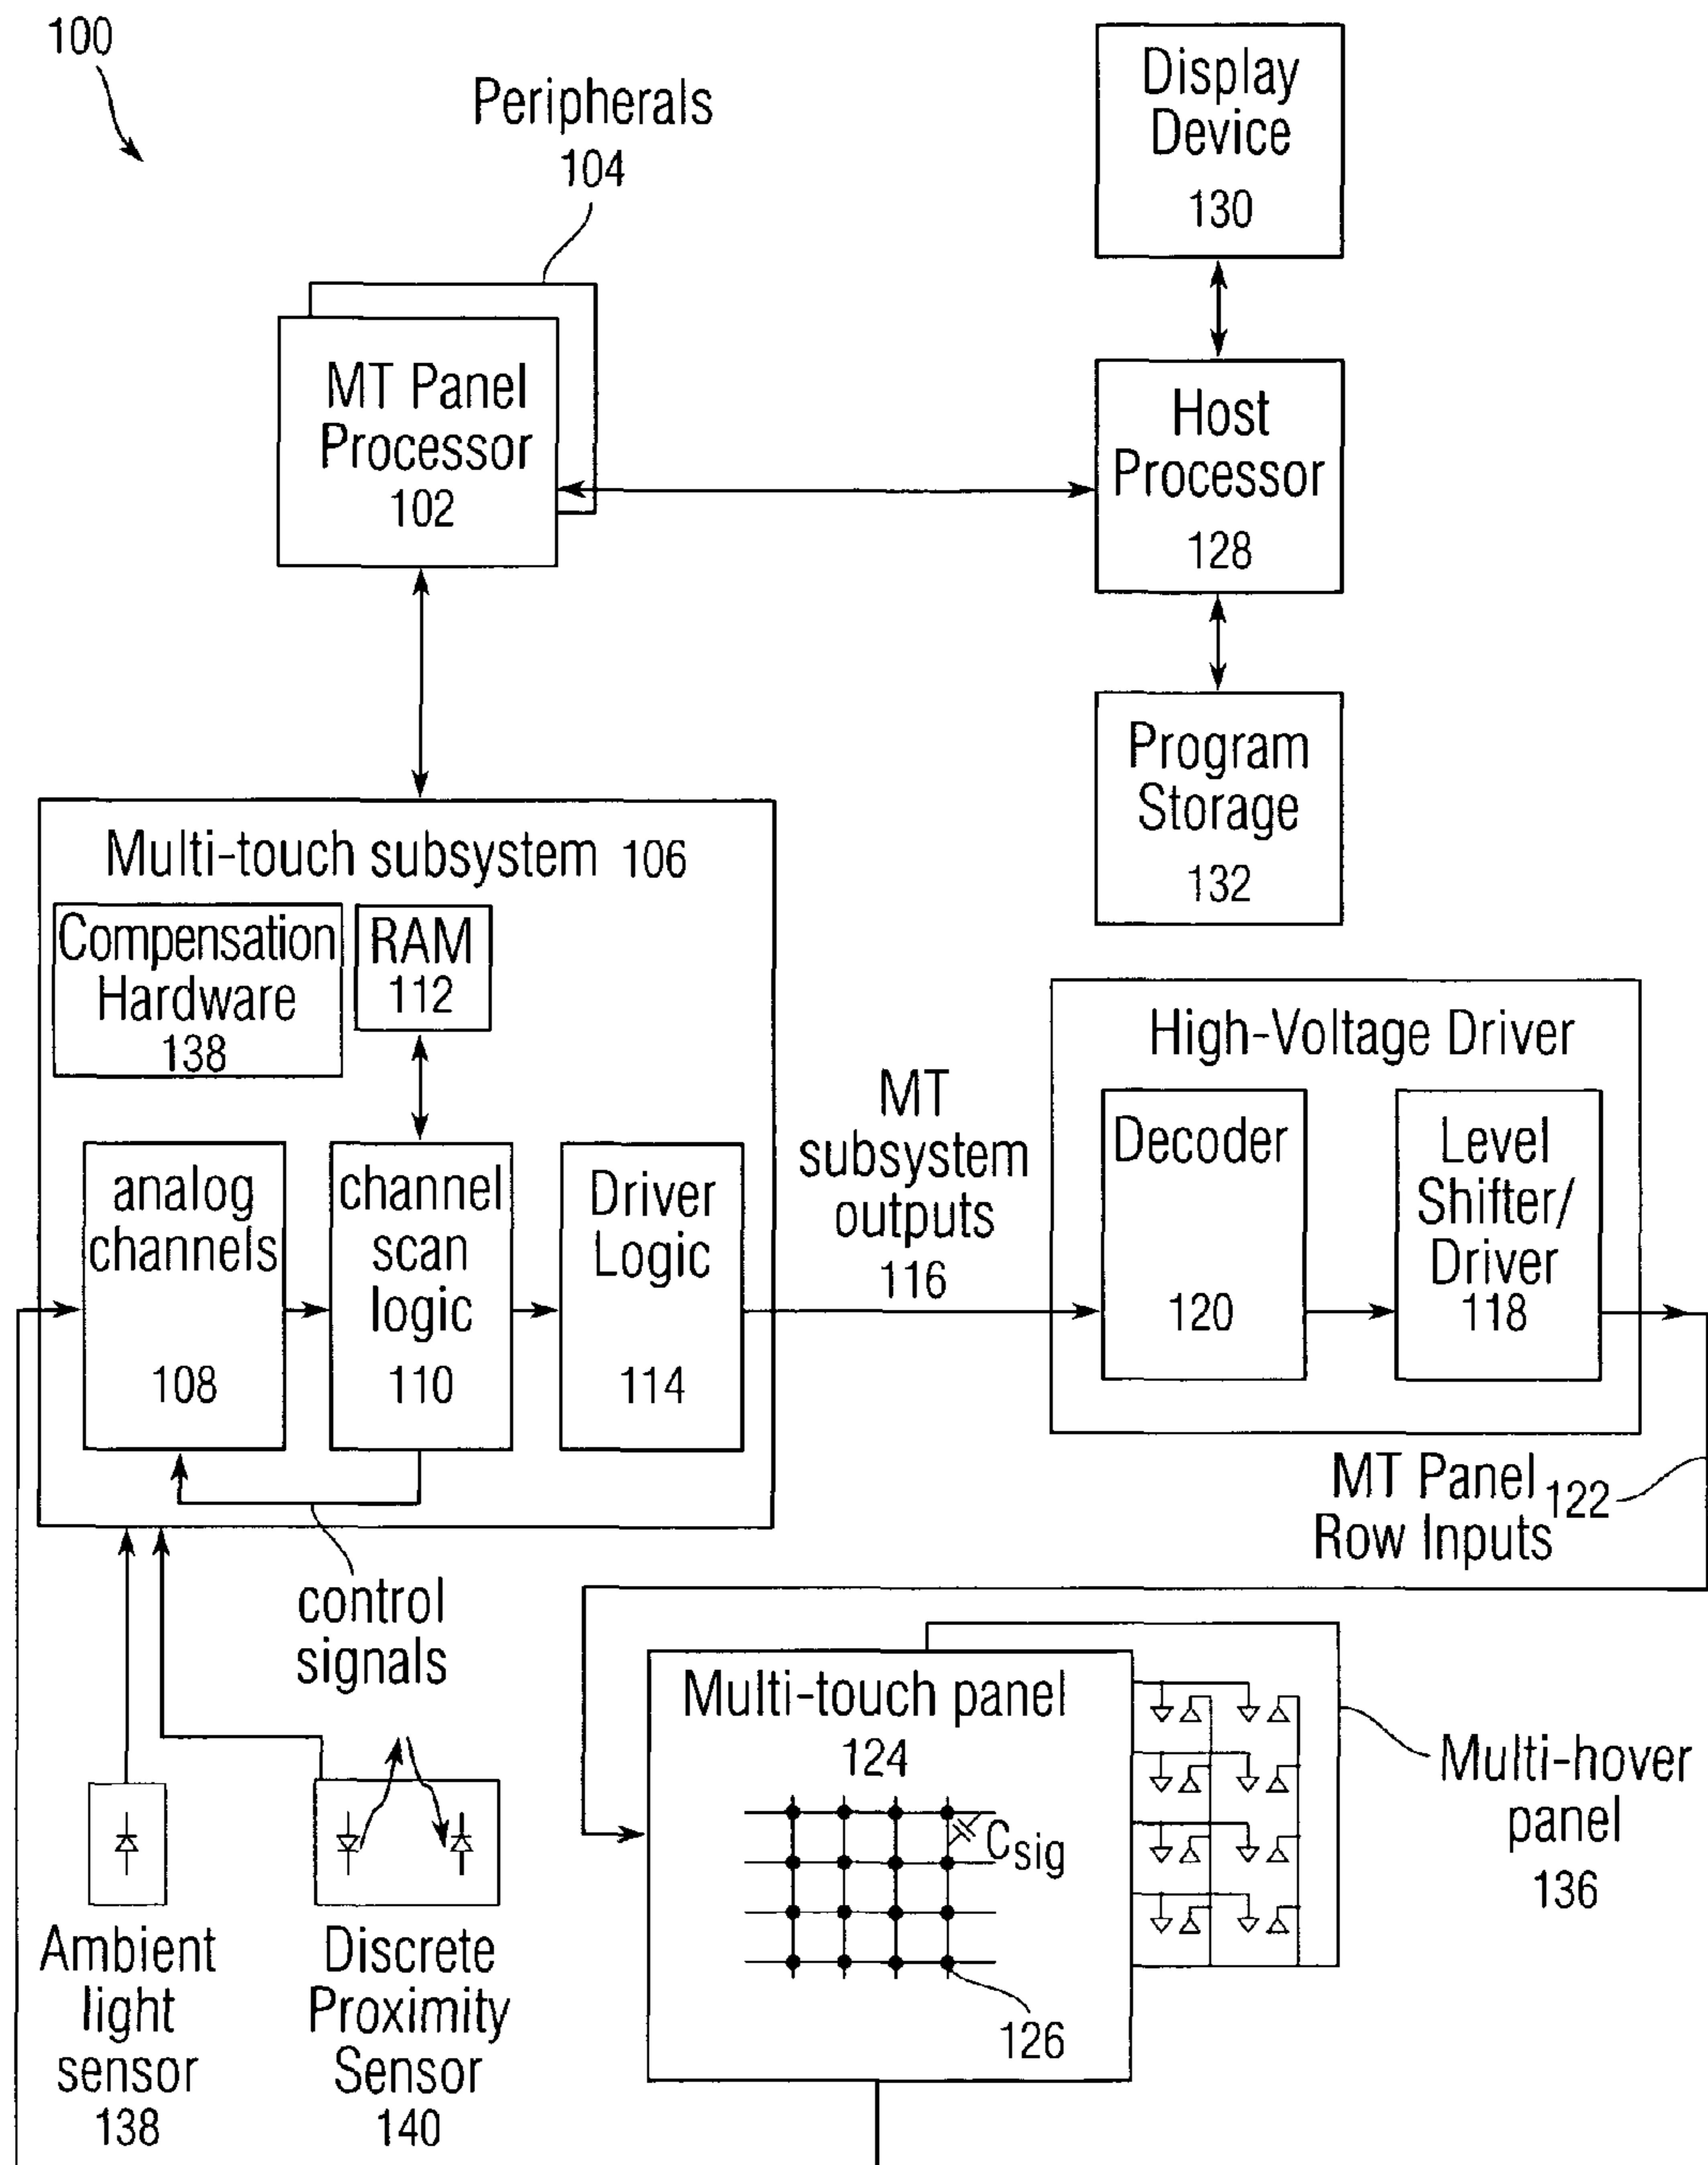 100
Peripherals
104
Display
Device
130
MT Panel
Processor
102
Host
Processor
128
Program
Storage
132
Multi-touch subsystem 106
Compensation
Hardware
138
RAM
112
analog
channels
108
channel
scan
logic
110
Driver
Logic
114
MT
subsystem
outputs
116
High-Voltage Driver
Decoder
120
Level
Shifter/
Driver
118
MT Panel
Row Inputs
122
control
signals
Multi-touch panel
124
Csig
126
Multi-hover
panel
136
Ambient
light
sensor
138
Discrete
Proximity
Sensor
140